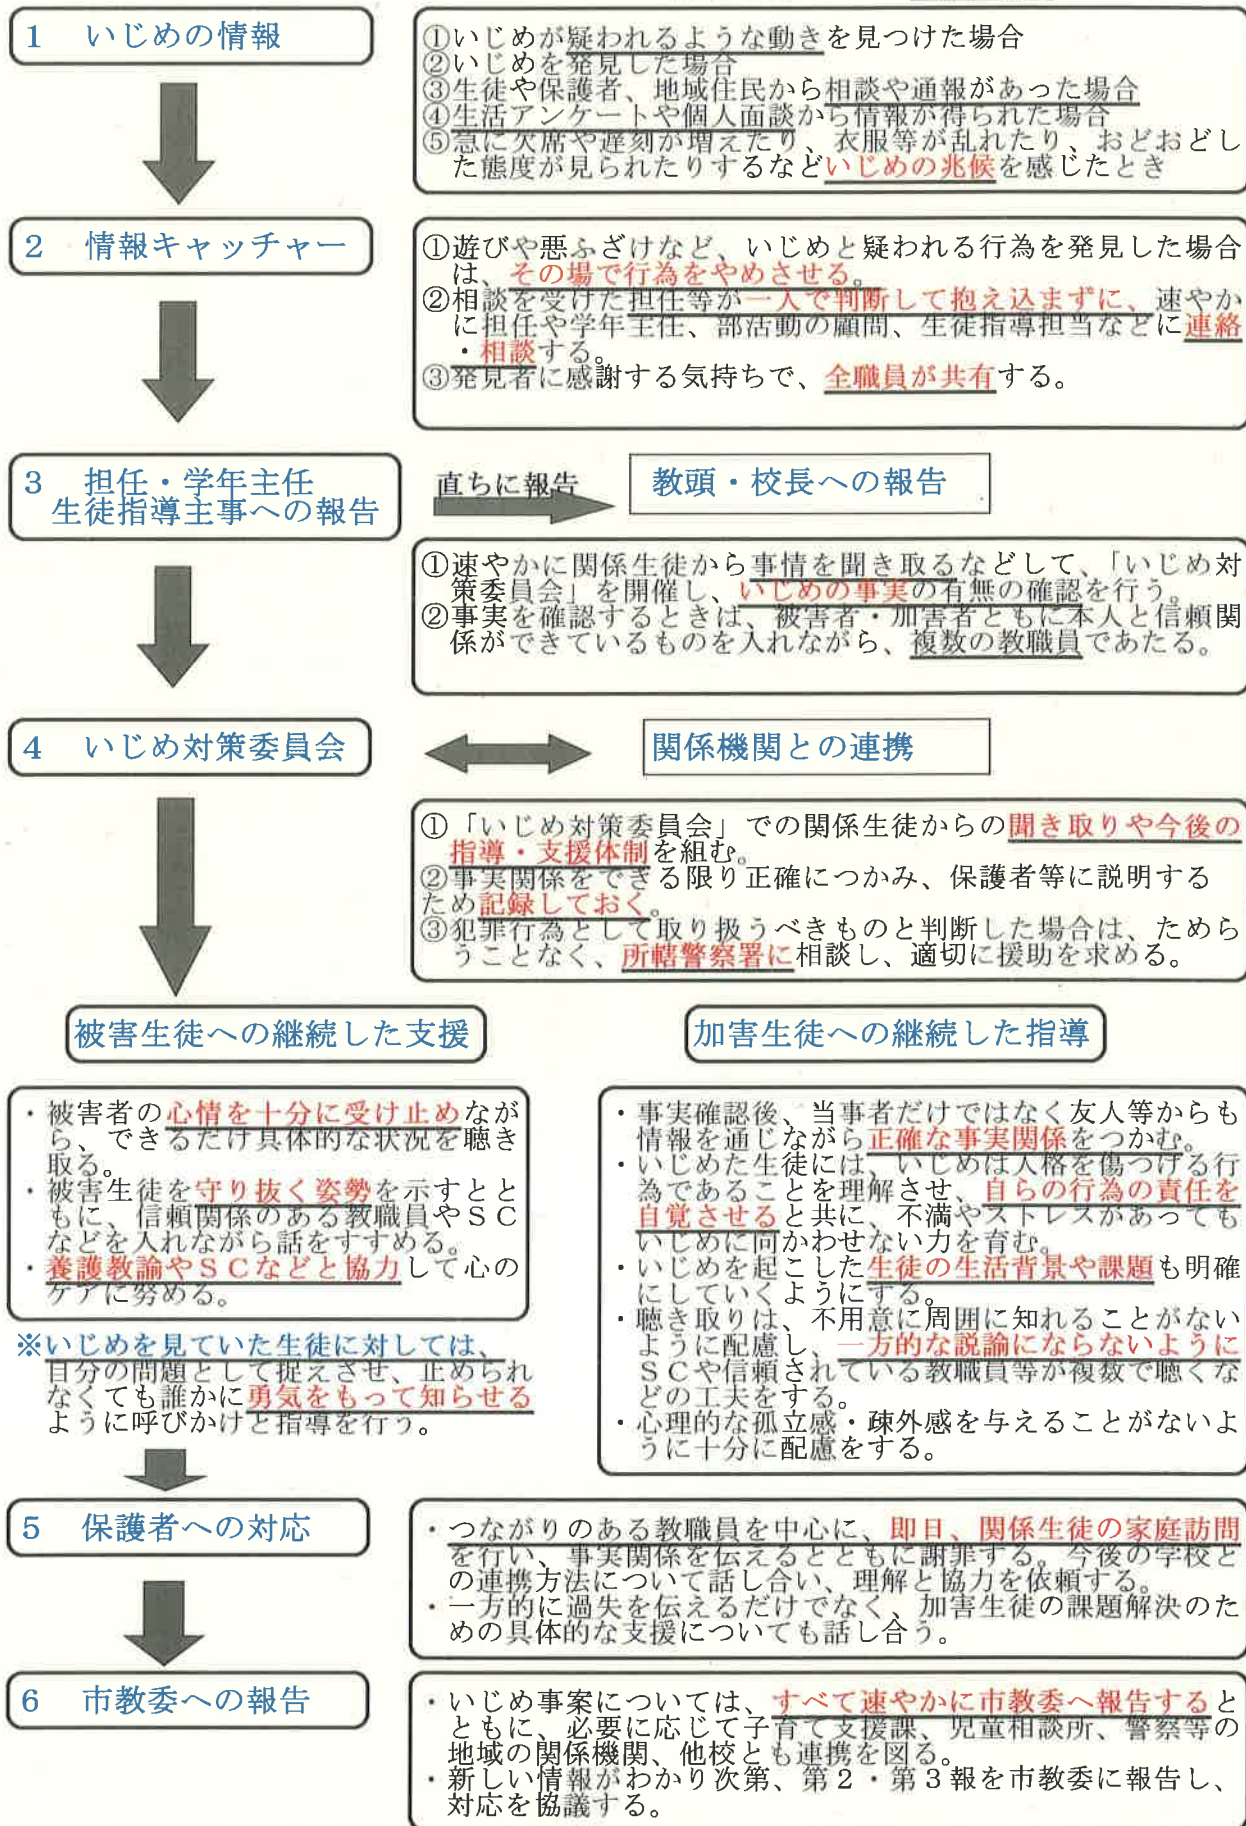 1 いじめの情報
①いじめが疑われるような動きを見つけた場合
②いじめを発見した場合
③生徒や保護者、地域住民から相談や通報があった場合
④生活アンケートや個人面談から情報が得られた場合
⑤急に欠席や遅刻が増えたり、衣服等が乱れたり、おどおどし
た態度が見られたりするなどいじめの兆候を感じたとき
2 情報キャッチャー
①遊びや悪ふざけなど、いじめと疑われる行為を発見した場合
は、その場で行為をやめさせる。
②相談を受けた担任等が一人で判断して抱え込まずに、速やか
に担任や学年主任、部活動の顧問、生徒指導担当などに連絡
・相談する。
③発見者に感謝する気持ちで、全職員が共有する。
3 担任・学年主任
生徒指導主事への報告
直ちに報告
教頭・校長への報告
①速やかに関係生徒から事情を聞き取るなどして、「いじめ対
策委員会」を開催し、いじめの事実の有無の確認を行う。
②事実を確認するときは、被害者・加害者ともに本人と信頼関
係ができているものを入れながら、複数の教職員であたる。
4 いじめ対策委員会
関係機関との連携
①「いじめ対策委員会」での関係生徒からの聞き取りや今後の
指導・支援体制を組む。
②事実関係をできる限り正確につかみ、保護者等に説明する
ため記録しておく。
③犯罪行為として取り扱うべきものと判断した場合は、ためら
うことなく、所轄警察署に相談し、適切に援助を求める。
被害生徒への継続した支援
・被害者の心情を十分に受け止めなが
ら、できるだけ具体的な状況を聴き
取る。
・被害生徒を守り抜く姿勢を示すとと
もに、信頼関係のある教職員やSC
などを入れながら話をすすめる。
・養護教諭やSCなどと協力して心の
ケアに努める。
※いじめを見ていた生徒に対しては、
自分の問題として捉えさせ、止められ
なくても誰かに勇気をもって知らせる
ように呼びかけと指導を行う。
加害生徒への継続した指導
・事実確認後、当事者だけではなく友人等からも
情報を通じながら正確な事実関係をつかむ。
・いじめた生徒には、いじめは人格を傷つける行
為であることを理解させ、自らの行為の責任を
自覚させると共に、不満やストレスがあっても
いじめに向かわせない力を育む。
・いじめを起こした生徒の生活背景や課題も明確
にしていくようにする。
・聴き取りは、不用意に周囲に知れることがない
ように配慮し、一方的な説諭にならないように
SCや信頼されている教職員等が複数で聴くな
どの工夫をする。
・心理的な孤立感・疎外感を与えることがないよ
うに十分に配慮をする。
5 保護者への対応
・つながりのある教職員を中心に、即日、関係生徒の家庭訪問
を行い、事実関係を伝えるとともに謝罪する。今後の学校と
の連携方法について話し合い、理解と協力を依頼する。
・一方的に過失を伝えるだけでなく、加害生徒の課題解決のた
めの具体的な支援についても話し合う。
6 市教委への報告
・いじめ事案については、すべて速やかに市教委へ報告すると
ともに、必要に応じて子育て支援課、児童相談所、警察等の
地域の関係機関、他校とも連携を図る。
・新しい情報がわかり次第、第2・第3報を市教委に報告し、
対応を協議する。